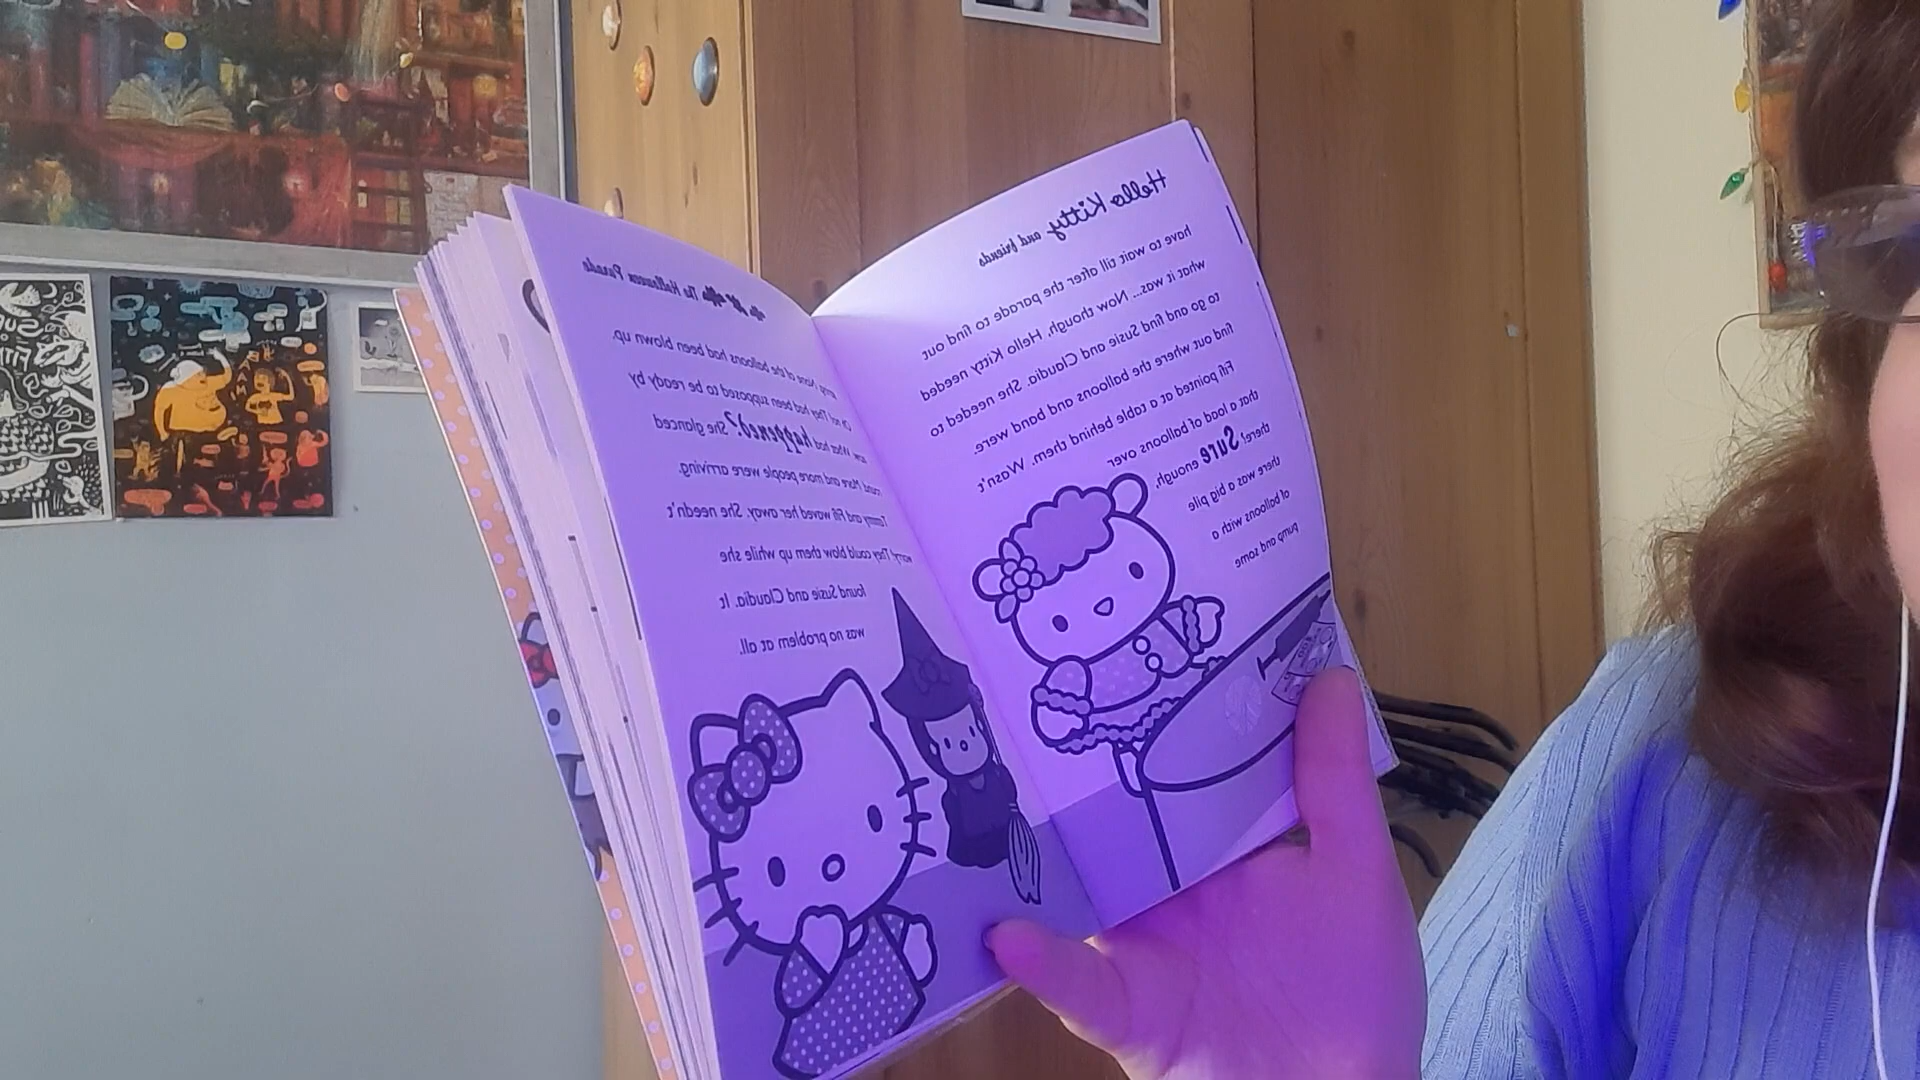 Hello Kitty and friends
have to wait till after the parade to find out
what it was... Now though, Hello Kitty needed
to go and find Susie and Claudia. She needed to
find out where the balloons and band were.
Fifi pointed at a table behind them. Wasn't
that a load of balloons over
there? Sure enough,
there was a big pile
of balloons with a
pump and some
The Halloween Parade
None of the balloons had been blown up.
Oh no! They had been supposed to be ready by
now. What had happened? She glanced
round. More and more people were arriving.
Tammy and Fifi waved her away. She needn't
worry! They could blow them up while she
found Susie and Claudia. It
was no problem at all.